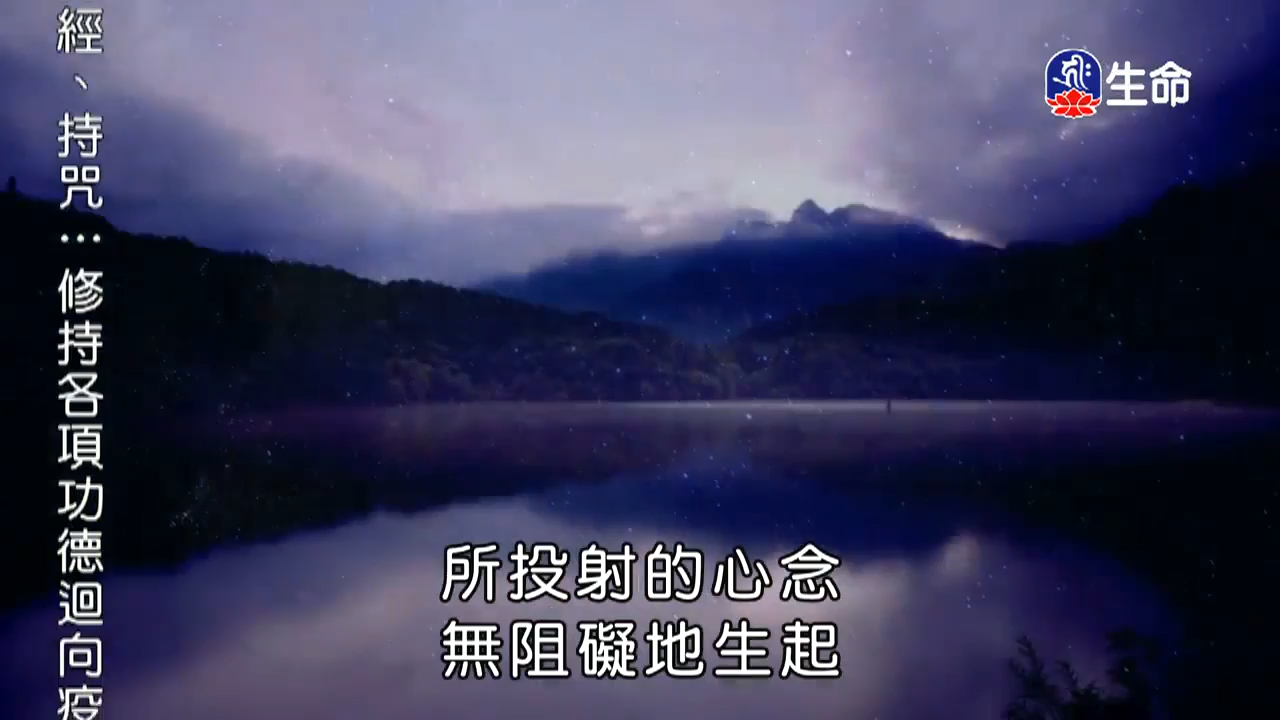 經、持咒…修持各項功德迴向疫
生命
所投射的心念
無阻礙地生起